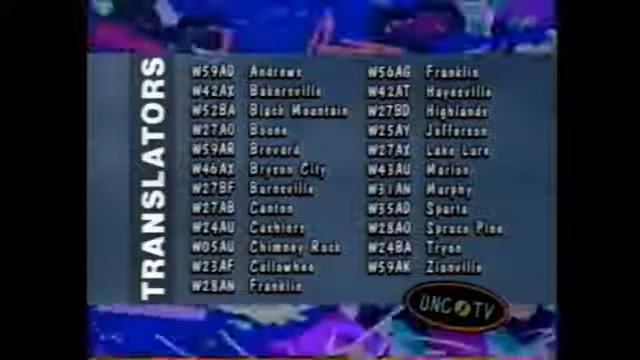 TRANSLATORS
W59AD Andrews
W42AX Bakersville
W52BA Black Mountain
W27AO Boone
W59AR Brevard
W46AX Bryson City
W27BF Burnsville
W27AB Canton
W24AU Cashiers
W05AU Chimney Rock
W23AF Cullowhee
W28AN Franklin
W56AG Franklin
W42AT Hayesville
W27BD Highlands
W25AY Jefferson
W27AX Lake Lure
W43AU Marion
W31AN Murphy
W35AD Sparta
W28AO Spruce Pine
W24BA Tryon
W59AK Zionville
UNC TV